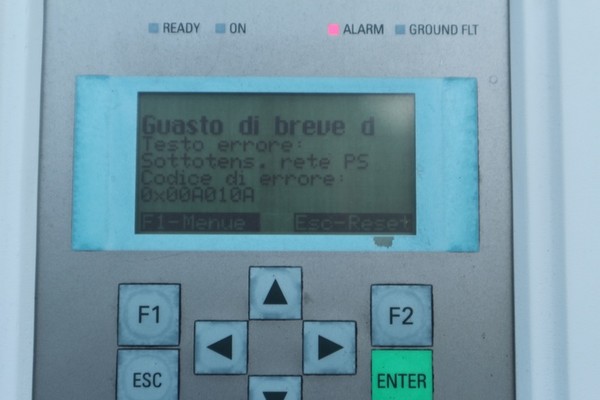 READY ON ALARM GROUND FLT
Guasto di breve d
Testo errore:
Sottotens. rete PS
Codice di errore:
0x00A010A
F1-Menue Esc-Reset
F1 F2
ESC ENTER